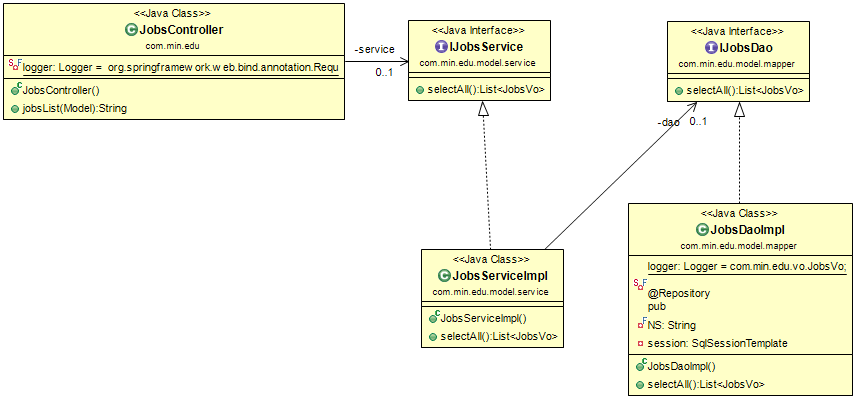 <<Java Class>>
JobsController
com.min.edu
logger: Logger = org.springframew ork.w eb.bind.annotation.Requ
JobsController()
jobsList(Model):String
-service
0..1
<<Java Interface>>
IJobsService
com.min.edu.model.service
selectAll():List<JobsVo>
<<Java Interface>>
IJobsDao
com.min.edu.model.mapper
selectAll():List<JobsVo>
-dao
0..1
<<Java Class>>
JobsServiceImpl
com.min.edu.model.service
JobsServiceImpl()
selectAll():List<JobsVo>
<<Java Class>>
JobsDaoImpl
com.min.edu.model.mapper
logger: Logger = com.min.edu.vo.JobsVo;
@Repository
pub
NS: String
session: SqlSessionTemplate
JobsDaoImpl()
selectAll():List<JobsVo>